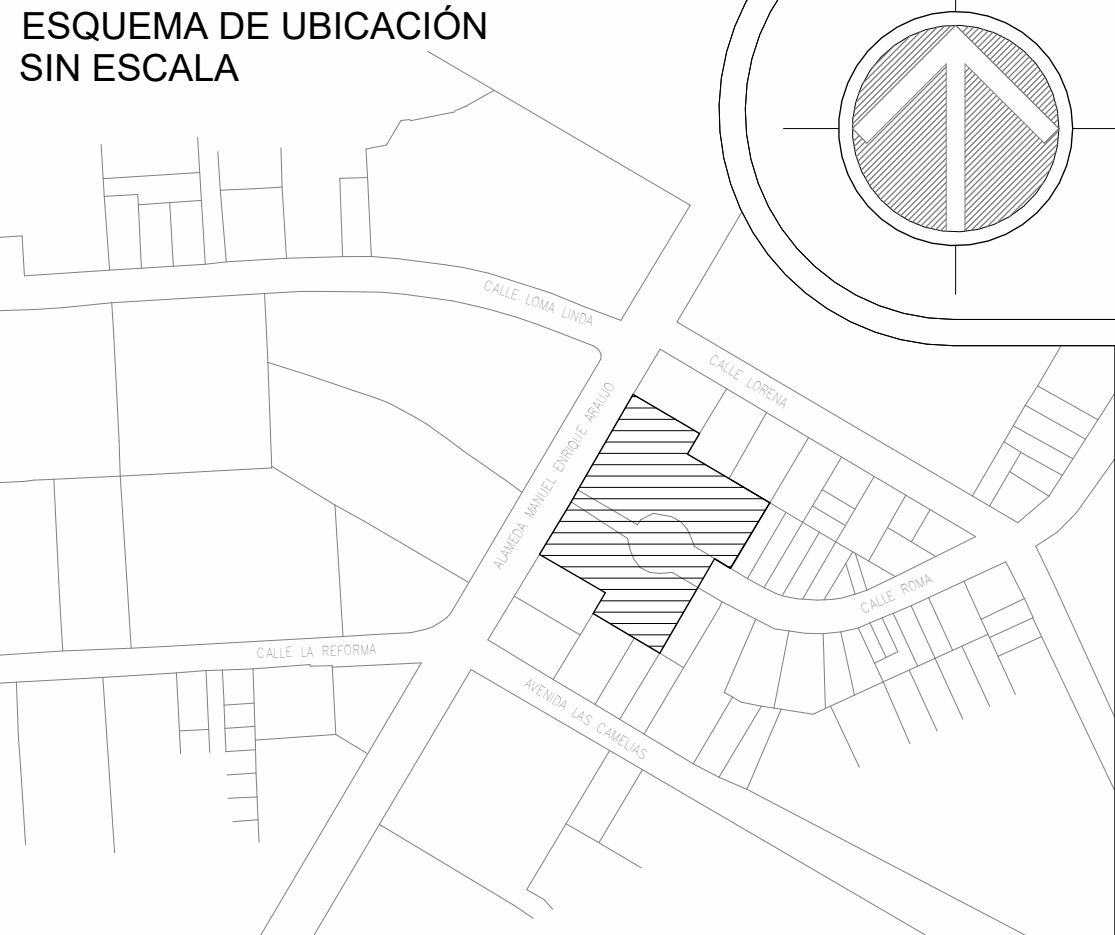 ESQUEMA DE UBICACIÓN
SIN ESCALA
CALLE LOMA LINDA
CALLE LORENA
ALAMEDA MANUEL ENRIQUE ARAUJO
CALLE ROMA
CALLE LA REFORMA
AVENIDA LAS CAMELIAS